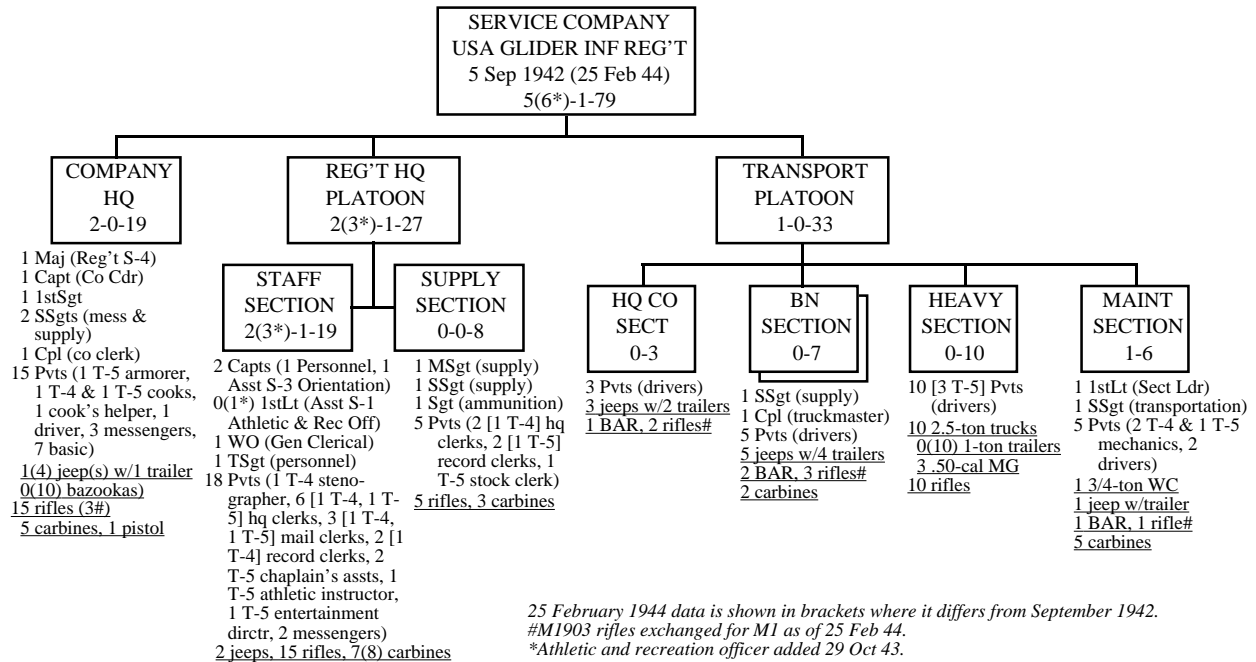 SERVICE COMPANY
USA GLIDER INF REG'T
5 Sep 1942 (25 Feb 44)
5(6*)-1-79
COMPANY
HQ
2-0-19
1 Maj (Reg't S-4)
1 Capt (Co Cdr)
1 1stSgt
2 SSgts (mess &
supply)
1 Cpl (co clerk)
15 Pvts (1 T-5 armorer,
1 T-4 & 1 T-5 cooks,
1 cook's helper, 1
driver, 3 messengers,
7 basic)
1(4) jeep(s) w/1 trailer
0(10) bazookas)
15 rifles (3#)
5 carbines, 1 pistol
REG'T HQ
PLATOON
2(3*)-1-27
STAFF
SECTION
2(3*)-1-19
2 Capts (1 Personnel, 1
Asst S-3 Orientation)
0(1*) 1stLt (Asst S-1
Athletic & Rec Off)
1 WO (Gen Clerical)
1 TSgt (personnel)
18 Pvts (1 T-4 steno-
grapher, 6 [1 T-4, 1 T-
5] hq clerks, 3 [1 T-4,
1 T-5] mail clerks, 2 [1
T-4] record clerks, 2
T-5 chaplain's assts, 1
T-5 athletic instructor,
1 T-5 entertainment
dirctr, 2 messengers)
2 jeeps, 15 rifles, 7(8) carbines
SUPPLY
SECTION
0-0-8
1 MSgt (supply)
1 SSgt (supply)
1 Sgt (ammunition)
5 Pvts (2 [1 T-4] hq
clerks, 2 [1 T-5]
record clerks, 1
T-5 stock clerk)
5 rifles, 3 carbines
TRANSPORT
PLATOON
1-0-33
HQ CO
SECT
0-3
3 Pvts (drivers)
3 jeeps w/2 trailers
1 BAR, 2 rifles#
BN
SECTION
0-7
1 SSgt (supply)
1 Cpl (truckmaster)
5 Pvts (drivers)
5 jeeps w/4 trailers
2 BAR, 3 rifles#
2 carbines
HEAVY
SECTION
0-10
10 [3 T-5] Pvts
(drivers)
10 2.5-ton trucks
0(10) 1-ton trailers
3 .50-cal MG
10 rifles
MAINT
SECTION
1-6
1 1stLt (Sect Ldr)
1 SSgt (transportation)
5 Pvts (2 T-4 & 1 T-5
mechanics, 2
drivers)
1 3/4-ton WC
1 jeep w/trailer
1 BAR, 1 rifle#
5 carbines
25 February 1944 data is shown in brackets where it differs from September 1942.
#M1903 rifles exchanged for M1 as of 25 Feb 44.
*Athletic and recreation officer added 29 Oct 43.